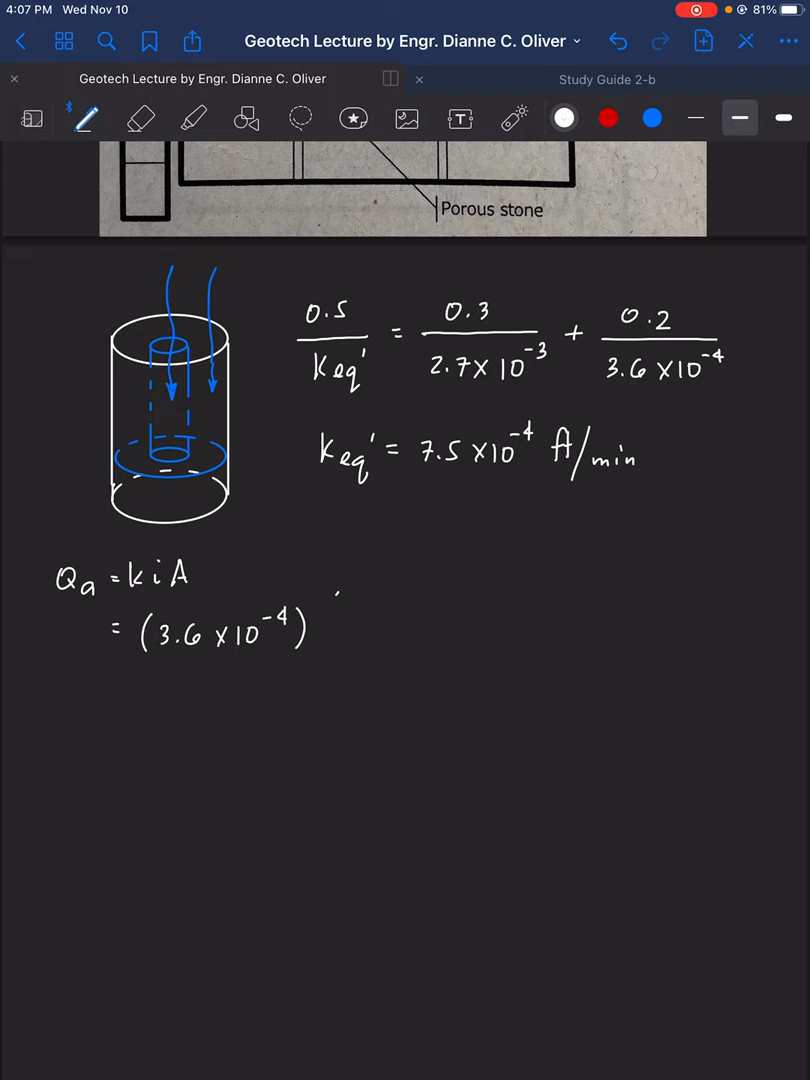 4:07 PM Wed Nov 10
81%
Geotech Lecture by Engr. Dianne C. Oliver
Geotech Lecture by Engr. Dianne C. Oliver
Study Guide 2-b
Porous stone
0.5 / Keq' = 0.3 / 2.7 x 10^-3 + 0.2 / 3.6 x 10^-4
Keq' = 7.5 x 10^-4 ft/min
Qa = k i A
= (3.6 x 10^-4)